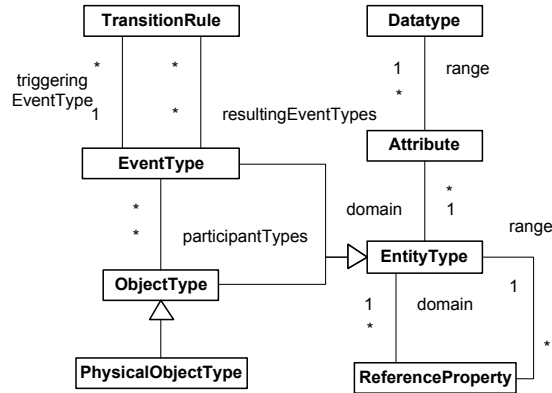 TransitionRule
Datatype
*
*
triggering
EventType
1
*
resultingEventTypes
1
range
*
EventType
Attribute
*
*
participantTypes
domain
*
1
range
ObjectType
EntityType
1
domain
*
1
*
PhysicalObjectType
ReferenceProperty